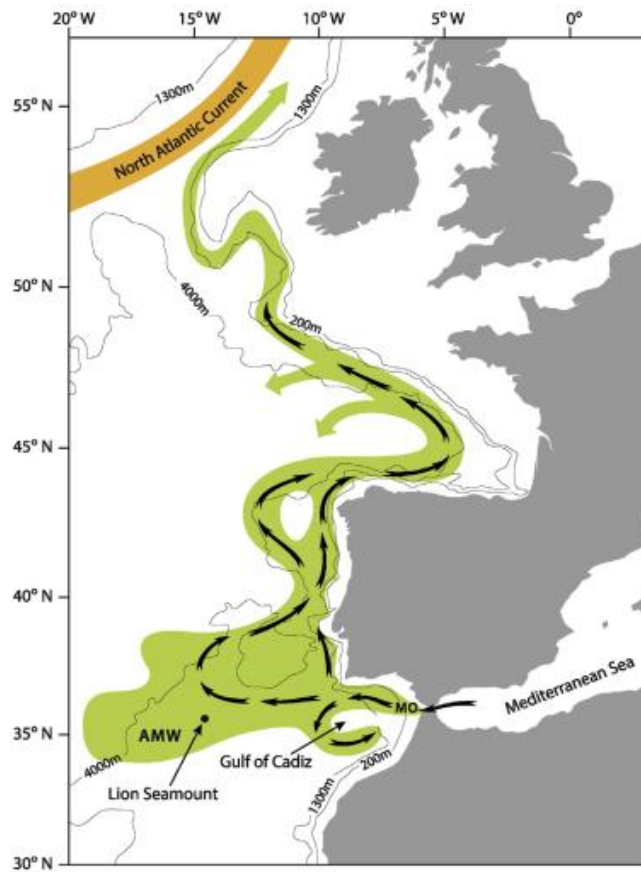 20° W
15° W
10° W
5° W
0°
55° N
1300m
1300m
North Atlantic Current
50° N
4000m
200m
45° N
40° N
Mediterranean Sea
MO
35° N
AMW
Gulf of Cadiz
4000m
Lion Seamount
200m
1300m
30° N